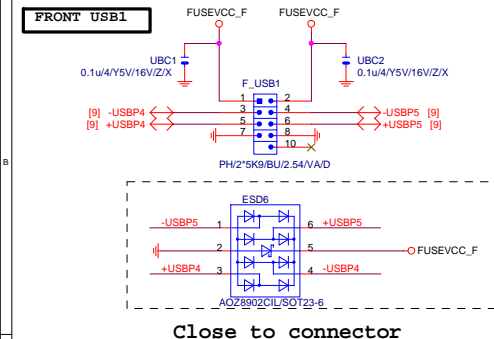 FRONT USB1
FUSEVCC_F FUSEVCC_F
UBC1
0.1u/4/Y5V/16V/Z/X
UBC2
0.1u/4/Y5V/16V/Z/X
F_USB1
1 2
[9] -USBP4 3 4 -USBP5 [9]
[9] +USBP4 5 6 +USBP5 [9]
7 8
10
PH/2*5K9/BU/2.54/VA/D
B
ESD6
-USBP5 1 6 +USBP5
2 5 FUSEVCC_F
+USBP4 3 4 -USBP4
AOZ8902CIL/SOT23-6
Close to connector